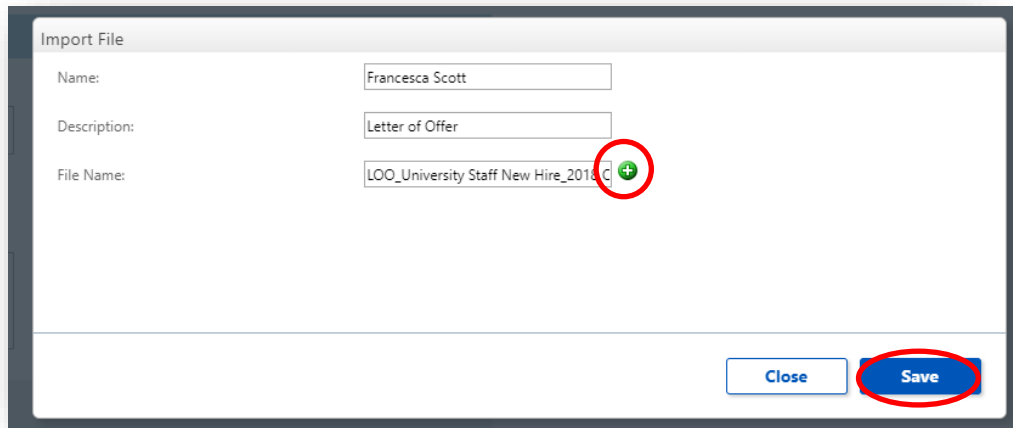 Import File
Name: Francesca Scott
Description: Letter of Offer
File Name: LOO_University Staff New Hire_2018
Close Save